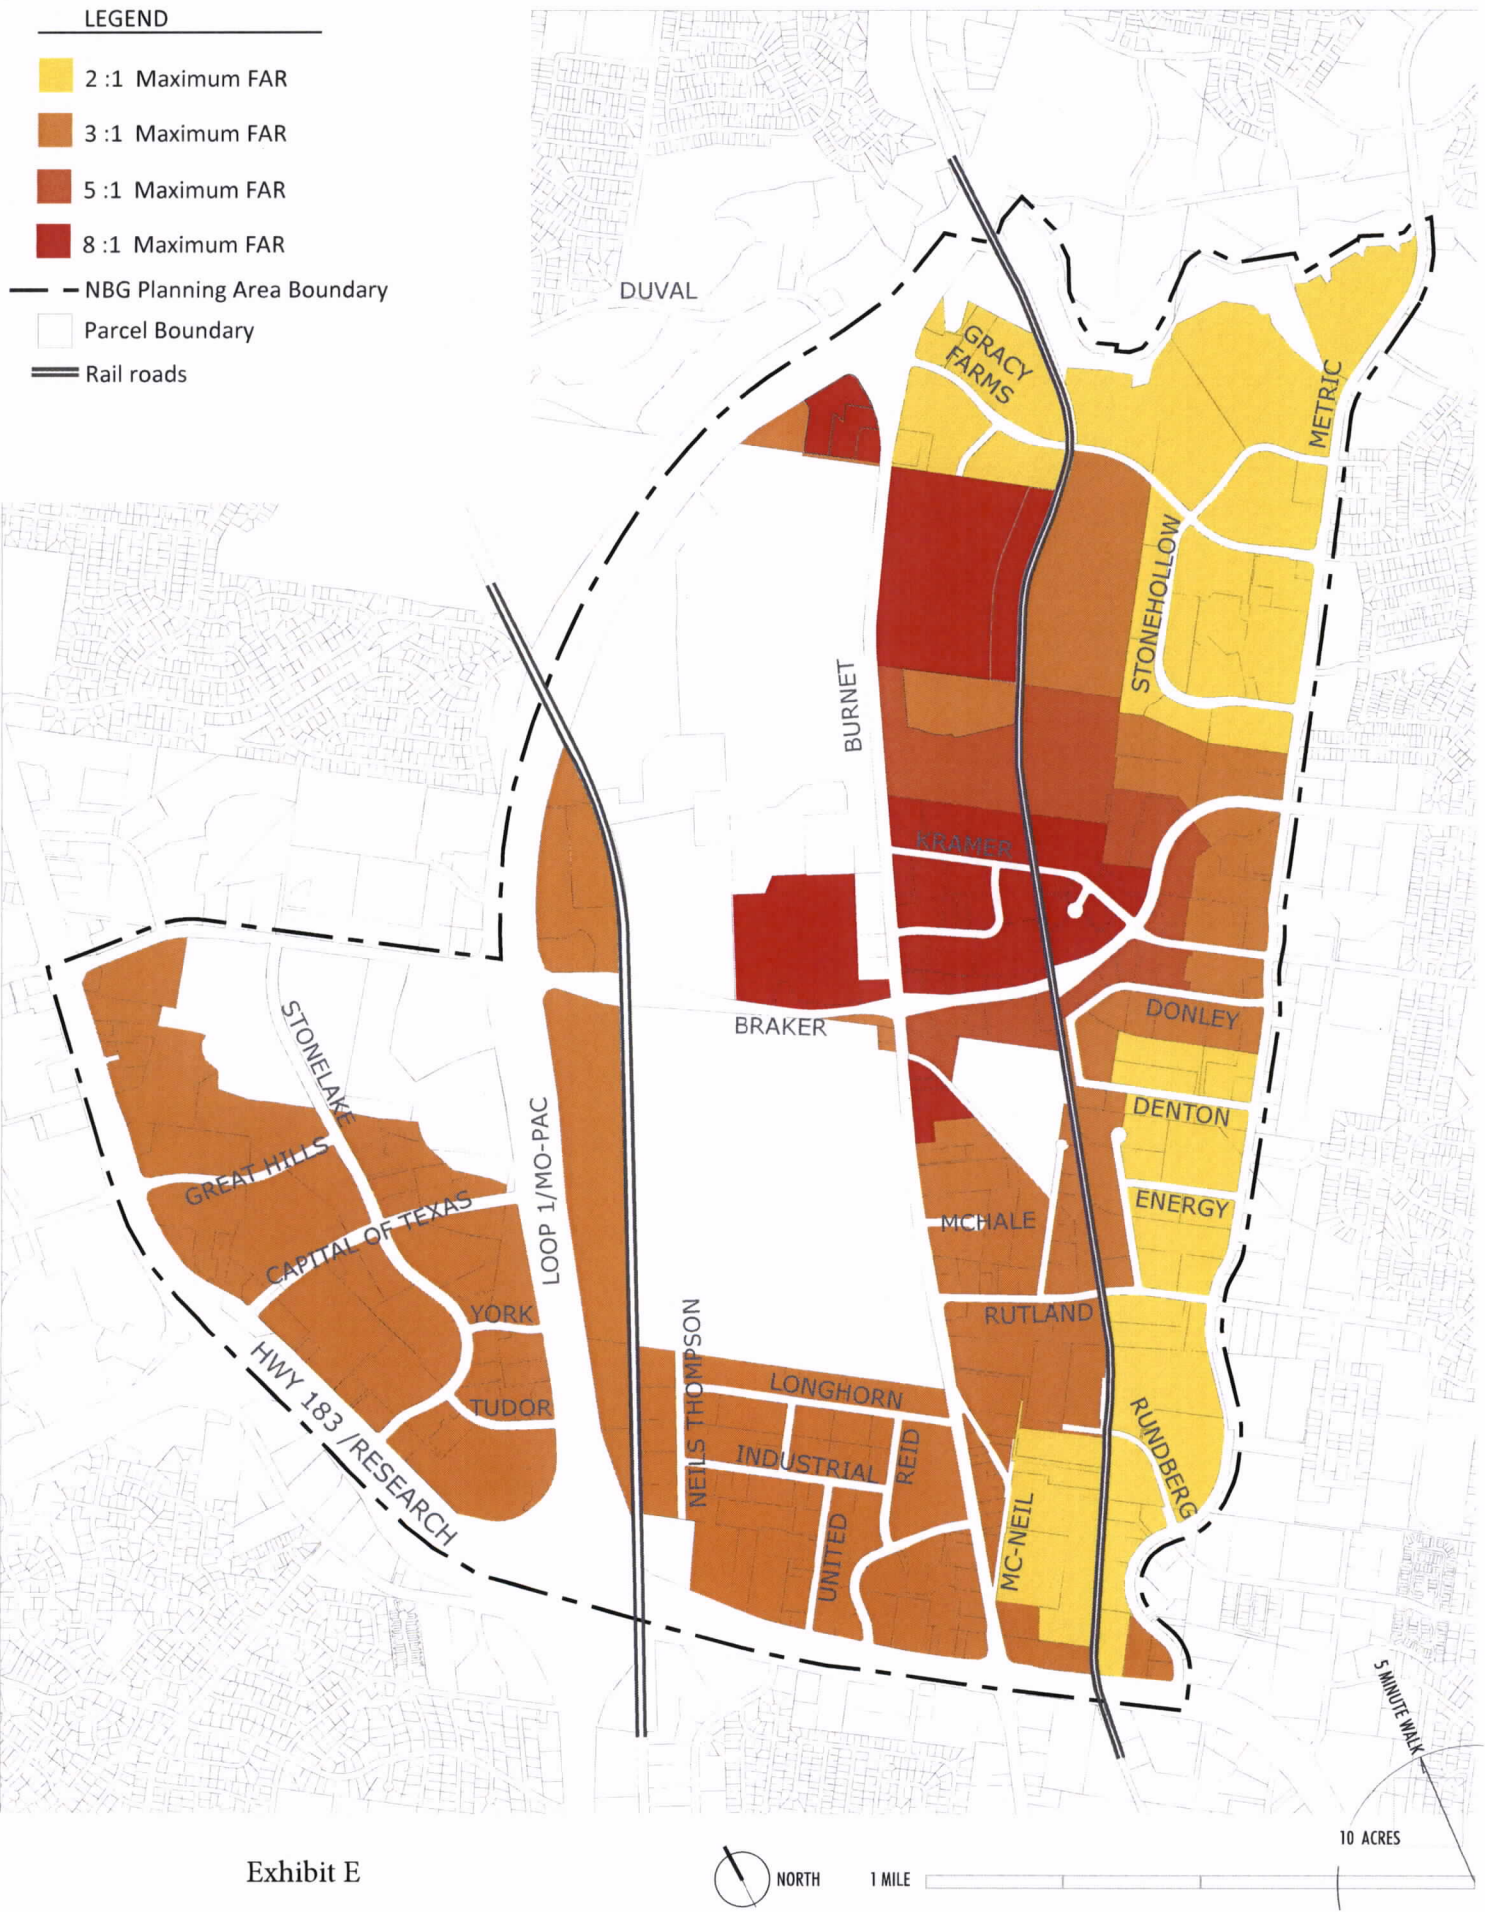 LEGEND
2 :1 Maximum FAR
3 :1 Maximum FAR
5 :1 Maximum FAR
8 :1 Maximum FAR
NBG Planning Area Boundary
Parcel Boundary
Rail roads
DUVAL
GRACY
FARMS
METRIC
STONEHOLLOW
BURNET
KRAMER
BRAKER
DONLEY
STONELAKE
DENTON
GREAT HILLS
ENERGY
CAPITAL OF TEXAS
MCHALE
LOOP 1/MO-PAC
YORK
RUTLAND
HWY 183 /RESEARCH
TUDOR
NEILS THOMPSON
LONGHORN
INDUSTRIAL
REID
RUNDBERG
UNITED
MC-NEIL
5 MINUTE WALK
10 ACRES
Exhibit E
NORTH
1 MILE